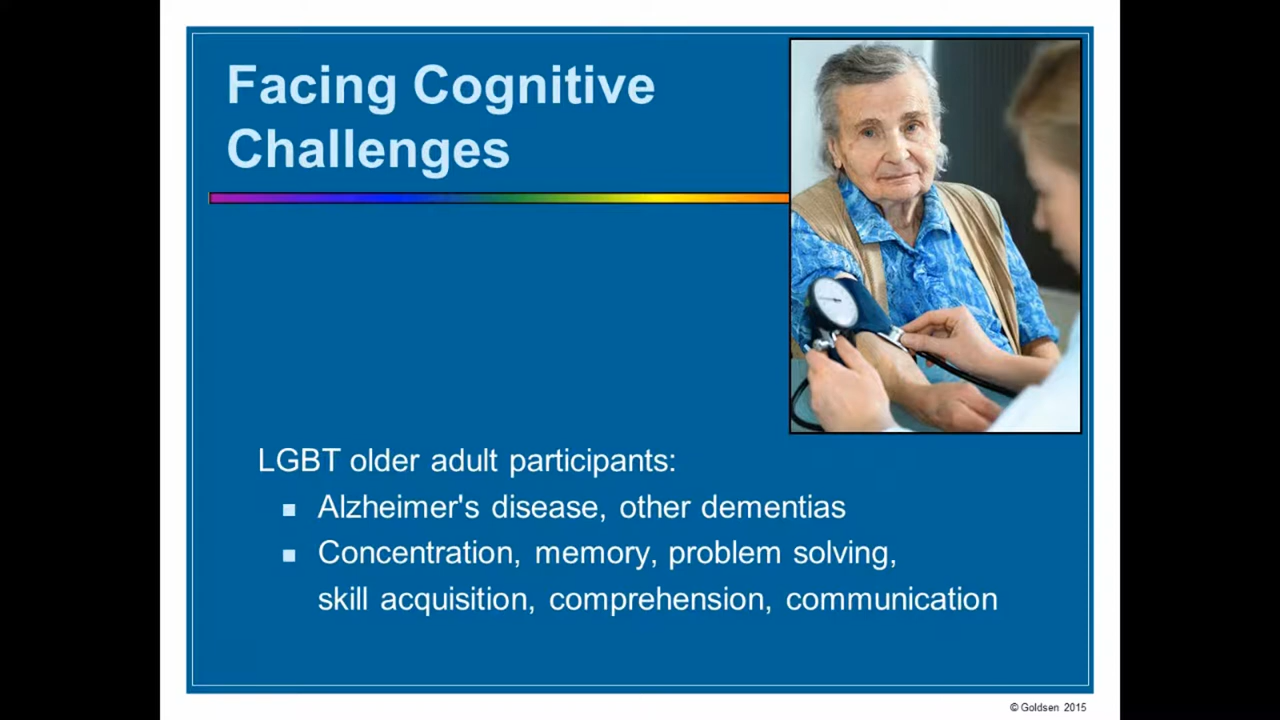 Facing Cognitive
Challenges
LGBT older adult participants:
Alzheimer's disease, other dementias
Concentration, memory, problem solving,
skill acquisition, comprehension, communication
© Goldsen 2015